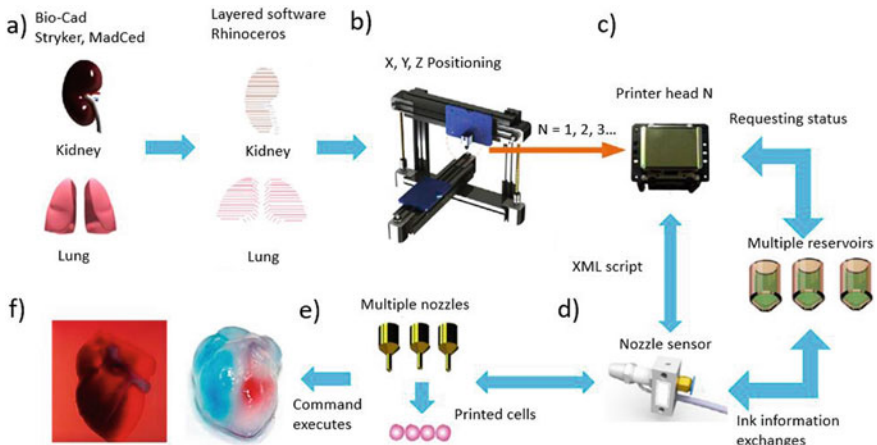 a)
Bio-Cad
Stryker, MadCed
Kidney
Lung
Layered software
Rhinoceros
Kidney
Lung
b)
X, Y, Z Positioning
N = 1, 2, 3...
c)
Printer head N
Requesting status
Multiple reservoirs
XML script
d)
Nozzle sensor
Ink information
exchanges
e)
Multiple nozzles
Printed cells
Command
executes
f)